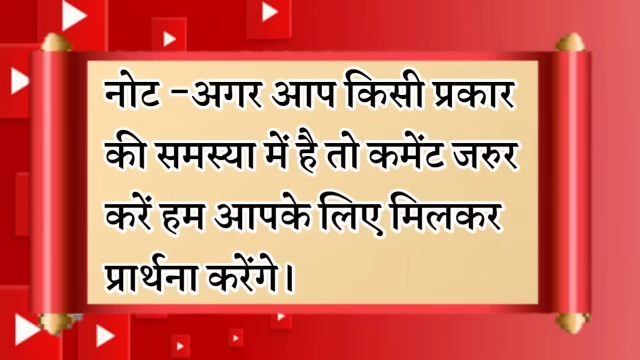 नोट -अगर आप किसी प्रकार
की समस्या में है तो कमेंट जरुर
करें हम आपके लिए मिलकर
प्रार्थना करेंगे।